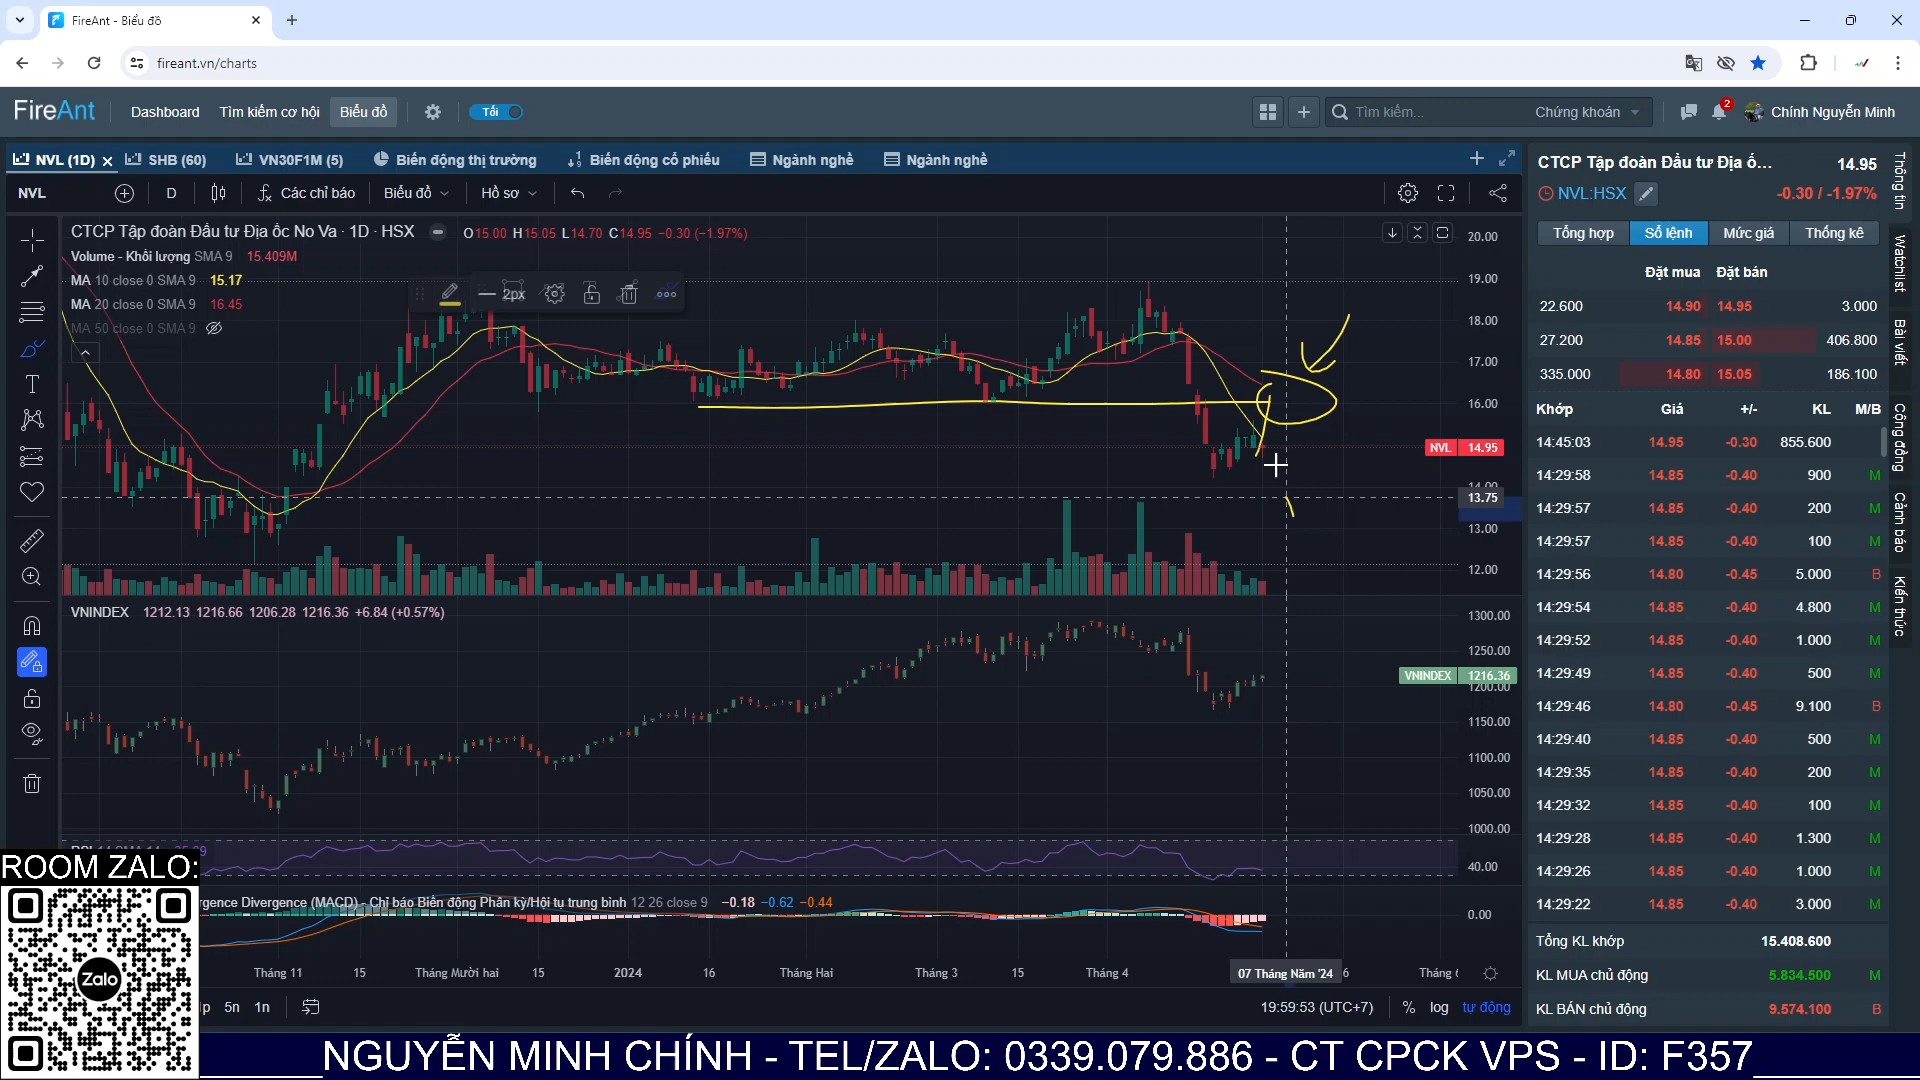 FireAnt - Biểu đồ
fireant.vn/charts
FireAnt
Dashboard
Tìm kiếm cơ hội
Biểu đồ
Tối
Tìm kiếm...
Chứng khoán
2
Chính Nguyễn Minh
NVL (1D)
SHB (60)
VN30F1M (5)
Biến động thị trường
Biến động cổ phiếu
Ngành nghề
Ngành nghề
NVL
D
Các chỉ báo
Biểu đồ
Hồ sơ
CTCP Tập đoàn Đầu tư Địa ốc No Va · 1D · HSX
O15.00 H15.05 L14.70 C14.95 −0.30 (−1.97%)
Volume - Khối lượng SMA 9 15.409M
MA 10 close 0 SMA 9 15.17
MA 20 close 0 SMA 9 16.45
MA 50 close 0 SMA 9
2px
20.00
19.00
18.00
17.00
16.00
NVL 14.95
14.00
13.75
13.00
12.00
VNINDEX 1212.13 1216.66 1206.28 1216.36 +6.84 (+0.57%)
1300.00
1250.00
VNINDEX 1216.36
1200.00
1150.00
1100.00
1050.00
1000.00
40.00
rgence Divergence (MACD) - Chỉ báo Biến động Phân kỳ/Hội tụ trung bình 12 26 close 9 −0.18 −0.62 −0.44
0.00
Tháng 11
15
Tháng Mười hai
15
2024
16
Tháng Hai
Tháng 3
15
Tháng 4
07 Tháng Năm '24
6
Tháng
5n
1n
19:59:53 (UTC+7)
%
log
tự động
CTCP Tập đoàn Đầu tư Địa ố... 14.95
NVL:HSX -0.30 / -1.97%
Tổng hợp
Sổ lệnh
Mức giá
Thống kê
Đặt mua Đặt bán
22.600 14.90 14.95 3.000
27.200 14.85 15.00 406.800
335.000 14.80 15.05 186.100
Khớp Giá +/- KL M/B
14:45:03 14.95 -0.30 855.600
14:29:58 14.85 -0.40 900 M
14:29:57 14.85 -0.40 200 M
14:29:57 14.85 -0.40 100 M
14:29:56 14.80 -0.45 5.000 B
14:29:54 14.85 -0.40 4.800 M
14:29:52 14.85 -0.40 1.000 M
14:29:49 14.85 -0.40 500 M
14:29:46 14.80 -0.45 9.100 B
14:29:40 14.85 -0.40 500 M
14:29:35 14.85 -0.40 200 M
14:29:32 14.85 -0.40 100 M
14:29:28 14.85 -0.40 1.300 M
14:29:26 14.85 -0.40 1.000 M
14:29:22 14.85 -0.40 3.000 M
Tổng KL khớp 15.408.600
KL MUA chủ động 5.834.500 M
KL BÁN chủ động 9.574.100 B
Thông tin
Watchlist
Bài viết
Cộng đồng
Cảnh báo
Kiến thức
ROOM ZALO:
Zalo
NGUYỄN MINH CHÍNH - TEL/ZALO: 0339.079.886 - CT CPCK VPS - ID: F357